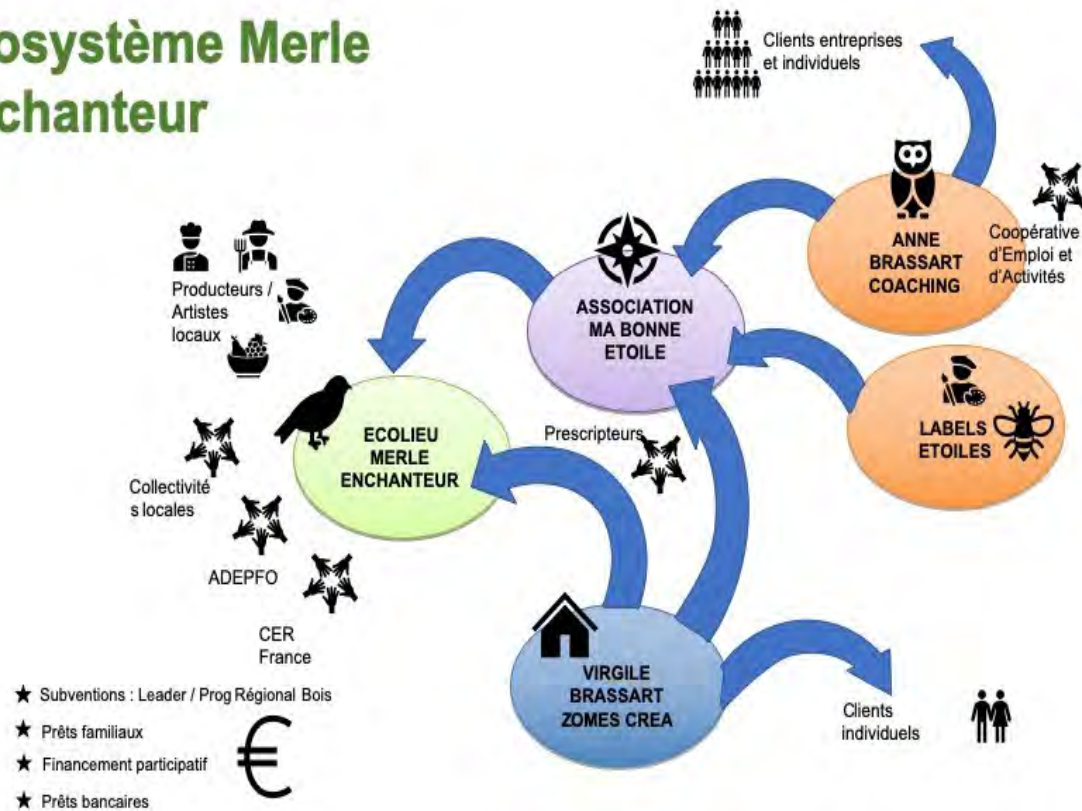 osystème Merle
chanteur
Clients entreprises
et individuels
ANNE
BRASSART
COACHING
Coopérative
d'Emploi et
d'Activités
Producteurs /
Artistes
locaux
ASSOCIATION
MA BONNE
ETOILE
LABELS
ETOILES
ECOLIEU
MERLE
ENCHANTEUR
Prescripteurs
Collectivité
s locales
ADEPFO
CER
France
VIRGILE
BRASSART
ZOMES CREA
Clients
individuels
★ Subventions : Leader / Prog Régional Bois
★ Prêts familiaux
★ Financement participatif
★ Prêts bancaires
€